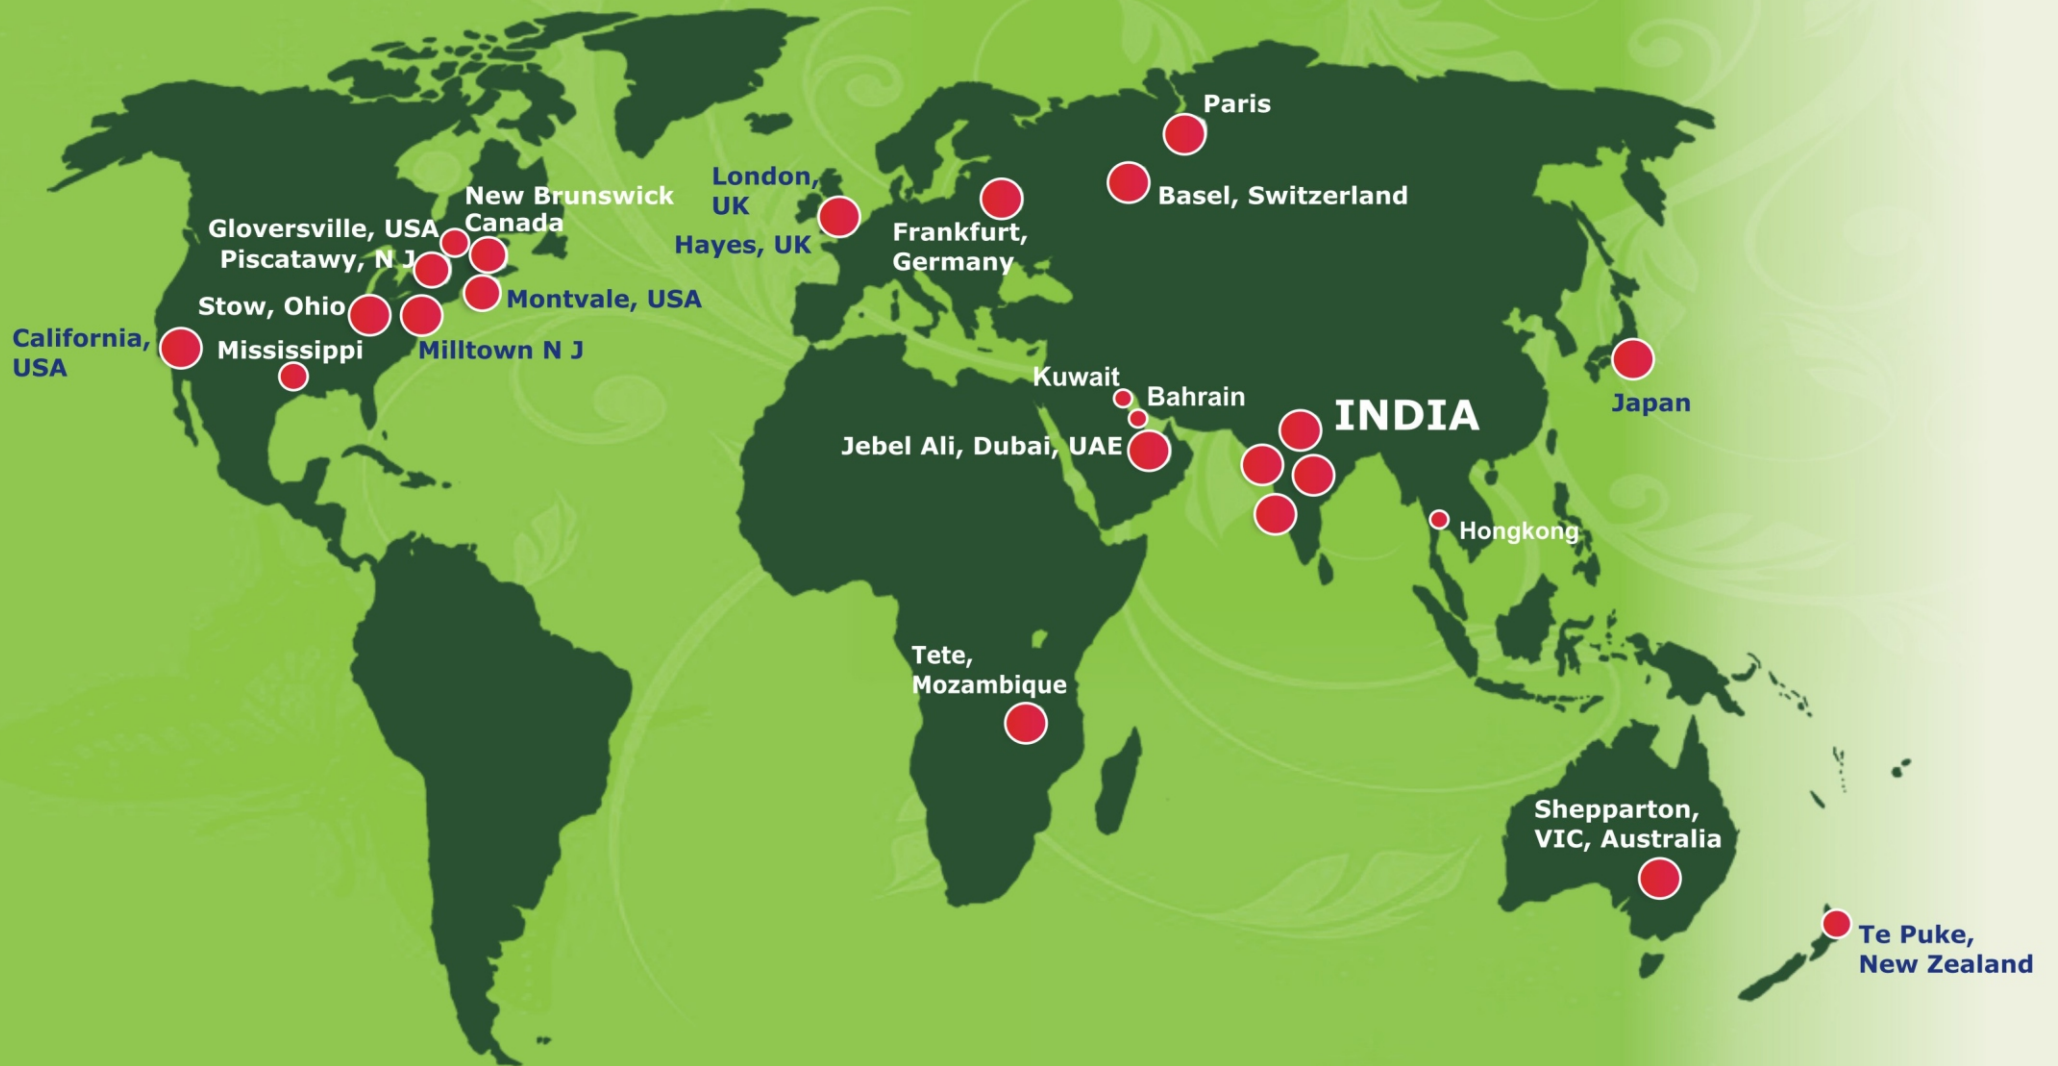 Paris
London,
UK
Hayes, UK
Basel, Switzerland
New Brunswick
Canada
Gloversville, USA
Piscatawy, N J
Frankfurt,
Germany
Stow, Ohio
Montvale, USA
California,
USA
Mississippi
Milltown N J
Kuwait
Bahrain
INDIA
Japan
Jebel Ali, Dubai, UAE
Hongkong
Tete,
Mozambique
Shepparton,
VIC, Australia
Te Puke,
New Zealand